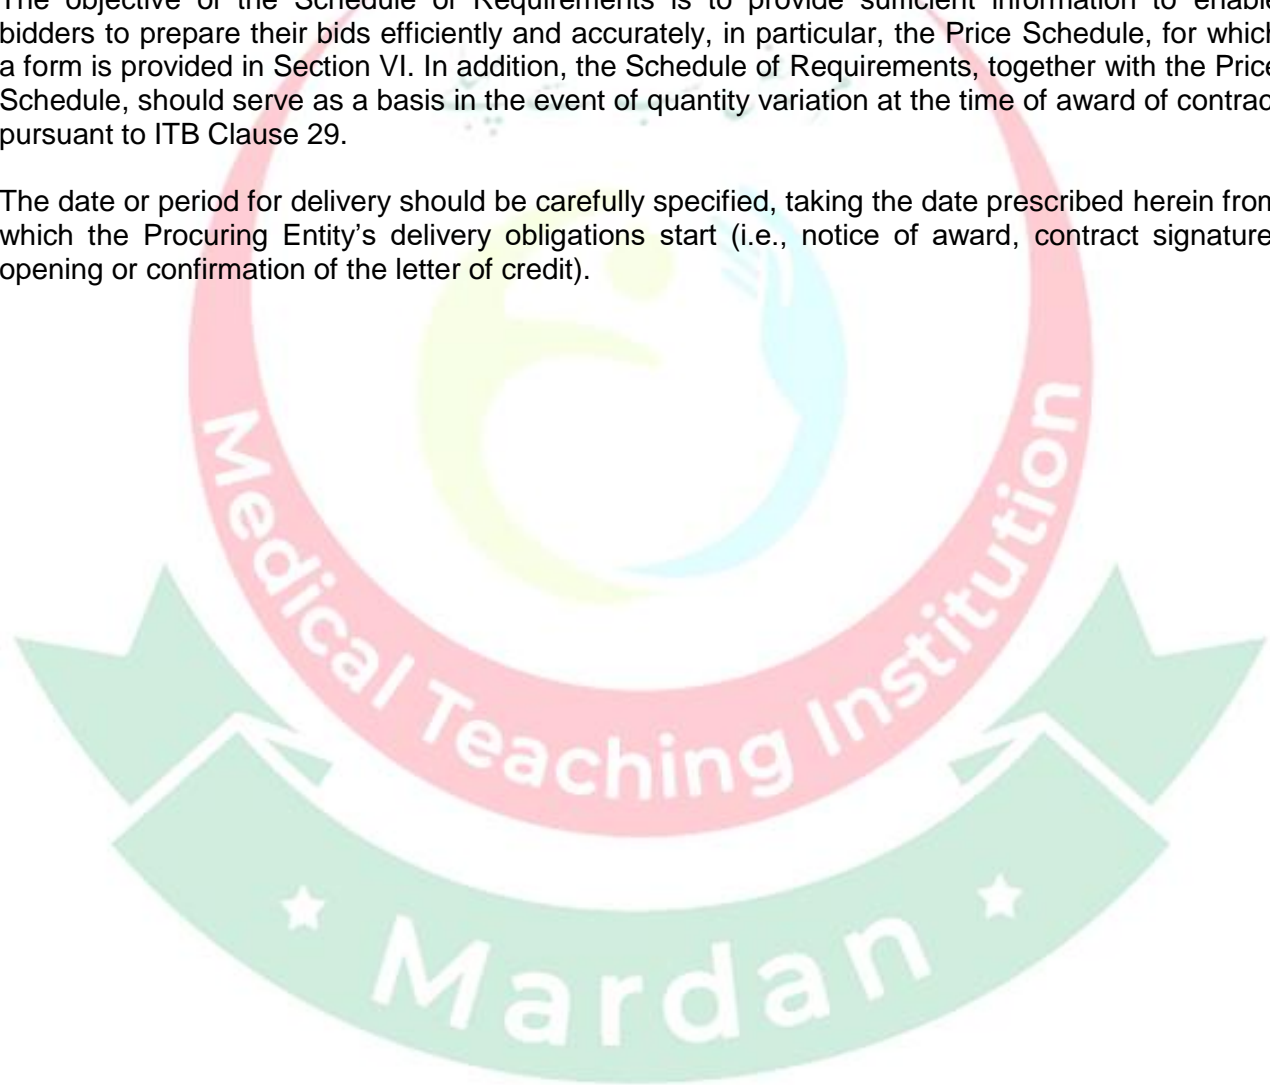 The objective of the Schedule of Requirements is to provide sufficient information to enable
bidders to prepare their bids efficiently and accurately, in particular, the Price Schedule, for which
a form is provided in Section VI. In addition, the Schedule of Requirements, together with the Price
Schedule, should serve as a basis in the event of quantity variation at the time of award of contrac
pursuant to ITB Clause 29.
The date or period for delivery should be carefully specified, taking the date prescribed herein from
which the Procuring Entity’s delivery obligations start (i.e., notice of award, contract signature,
opening or confirmation of the letter of credit).
Medical Teaching Institution
Mardan